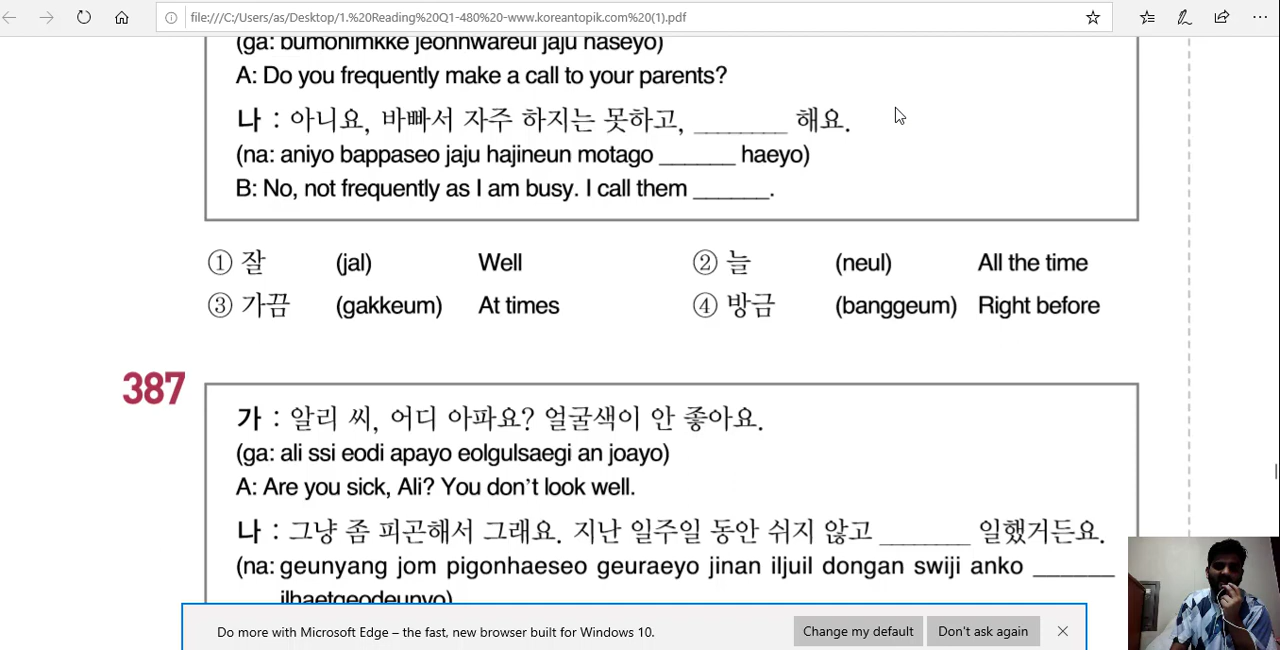 file:///C:/Users/as/Desktop/1.%20Reading%20Q1-480%20-www.koreantopik.com%20(1).pdf
(ga: bumonimkke jeonhwareul jaju haseyo)
A: Do you frequently make a call to your parents?
나 : 아니요, 바빠서 자주 하지는 못하고, ________ 해요.
(na: aniyo bappaseo jaju hajineun motago ______ haeyo)
B: No, not frequently as I am busy. I call them ______.
① 잘 (jal) Well ② 늘 (neul) All the time
③ 가끔 (gakkeum) At times ④ 방금 (banggeum) Right before
387
가 : 알리 씨, 어디 아파요? 얼굴색이 안 좋아요.
(ga: ali ssi eodi apayo eolgulsaegi an joayo)
A: Are you sick, Ali? You don't look well.
나 : 그냥 좀 피곤해서 그래요. 지난 일주일 동안 쉬지 않고 ________ 일했거든요.
(na: geunyang jom pigonhaeseo geuraeyo jinan iljuil dongan swiji anko ______
ilhaetgeodeunyo)
Do more with Microsoft Edge – the fast, new browser built for Windows 10. Change my default Don't ask again